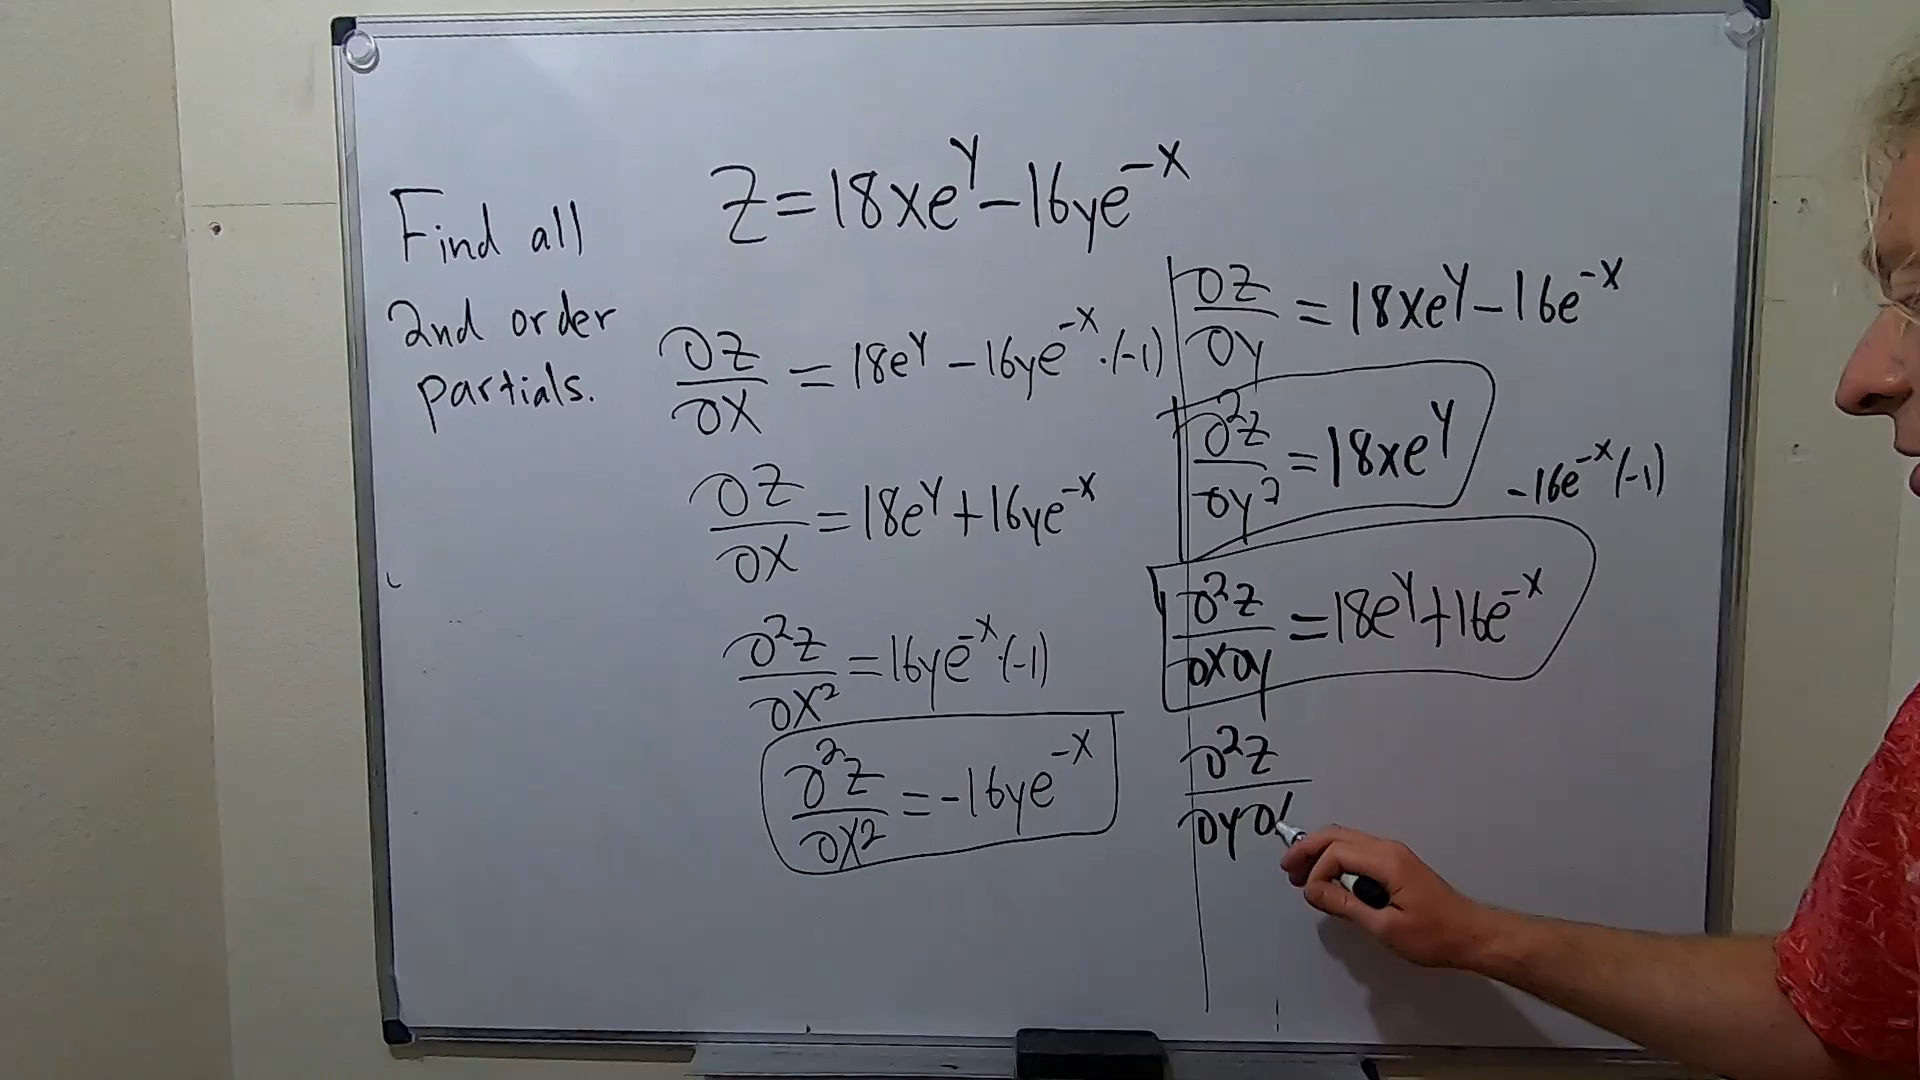 Find all
2nd order
partials.
z=18xe^y-16ye^-x
∂z/∂x = 18e^y - 16ye^-x·(-1)
∂z/∂x = 18e^y + 16ye^-x
∂²z/∂x² = 16ye^-x·(-1)
∂²z/∂x² = -16ye^-x
∂z/∂y = 18xe^y - 16e^-x
∂²z/∂y² = 18xe^y
-16e^-x(-1)
∂²z/∂x∂y = 18e^y + 16e^-x
∂²z/∂y∂